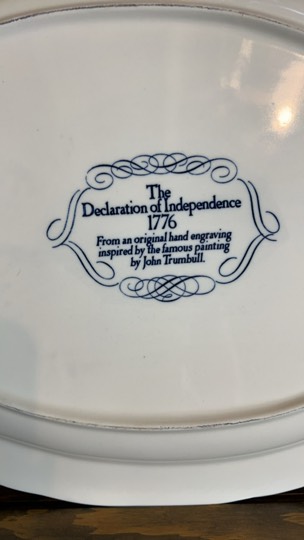 The
Declaration of Independence
1776
From an original hand engraving
inspired by the famous painting
by John Trumbull.